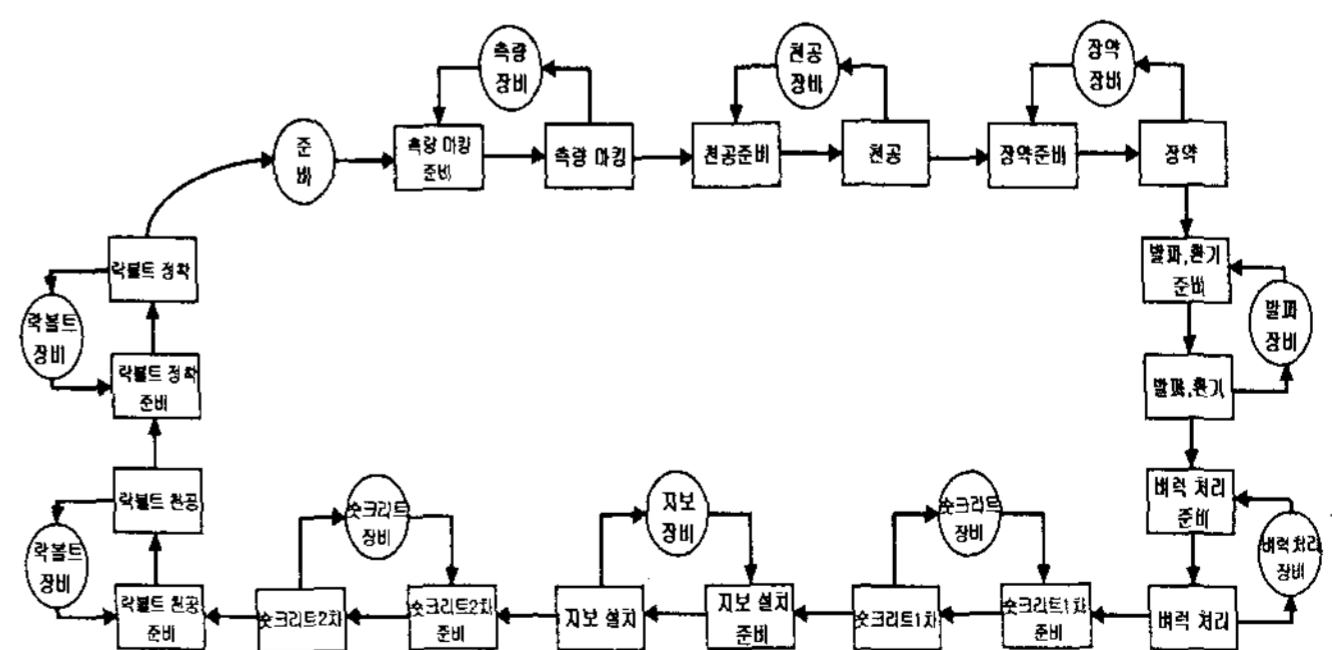 측량
장비
천공
장비
장약
장비
준
비
측량 마킹
준비
측량 마킹
천공준비
천공
장약준비
장약
발파,환기
준비
발파
장비
발파,환기
벼럭 처리
준비
벼럭처리
장비
벼럭 처리
숏크리트1차
준비
숏크리트
장비
숏크리트1차
지보 설치
준비
지보
장비
지보 설치
숏크리트2차
준비
숏크리트
장비
숏크리트2차
락볼트 천공
준비
락볼트
장비
락볼트 천공
락볼트 정착
준비
락볼트
장비
락볼트 정착